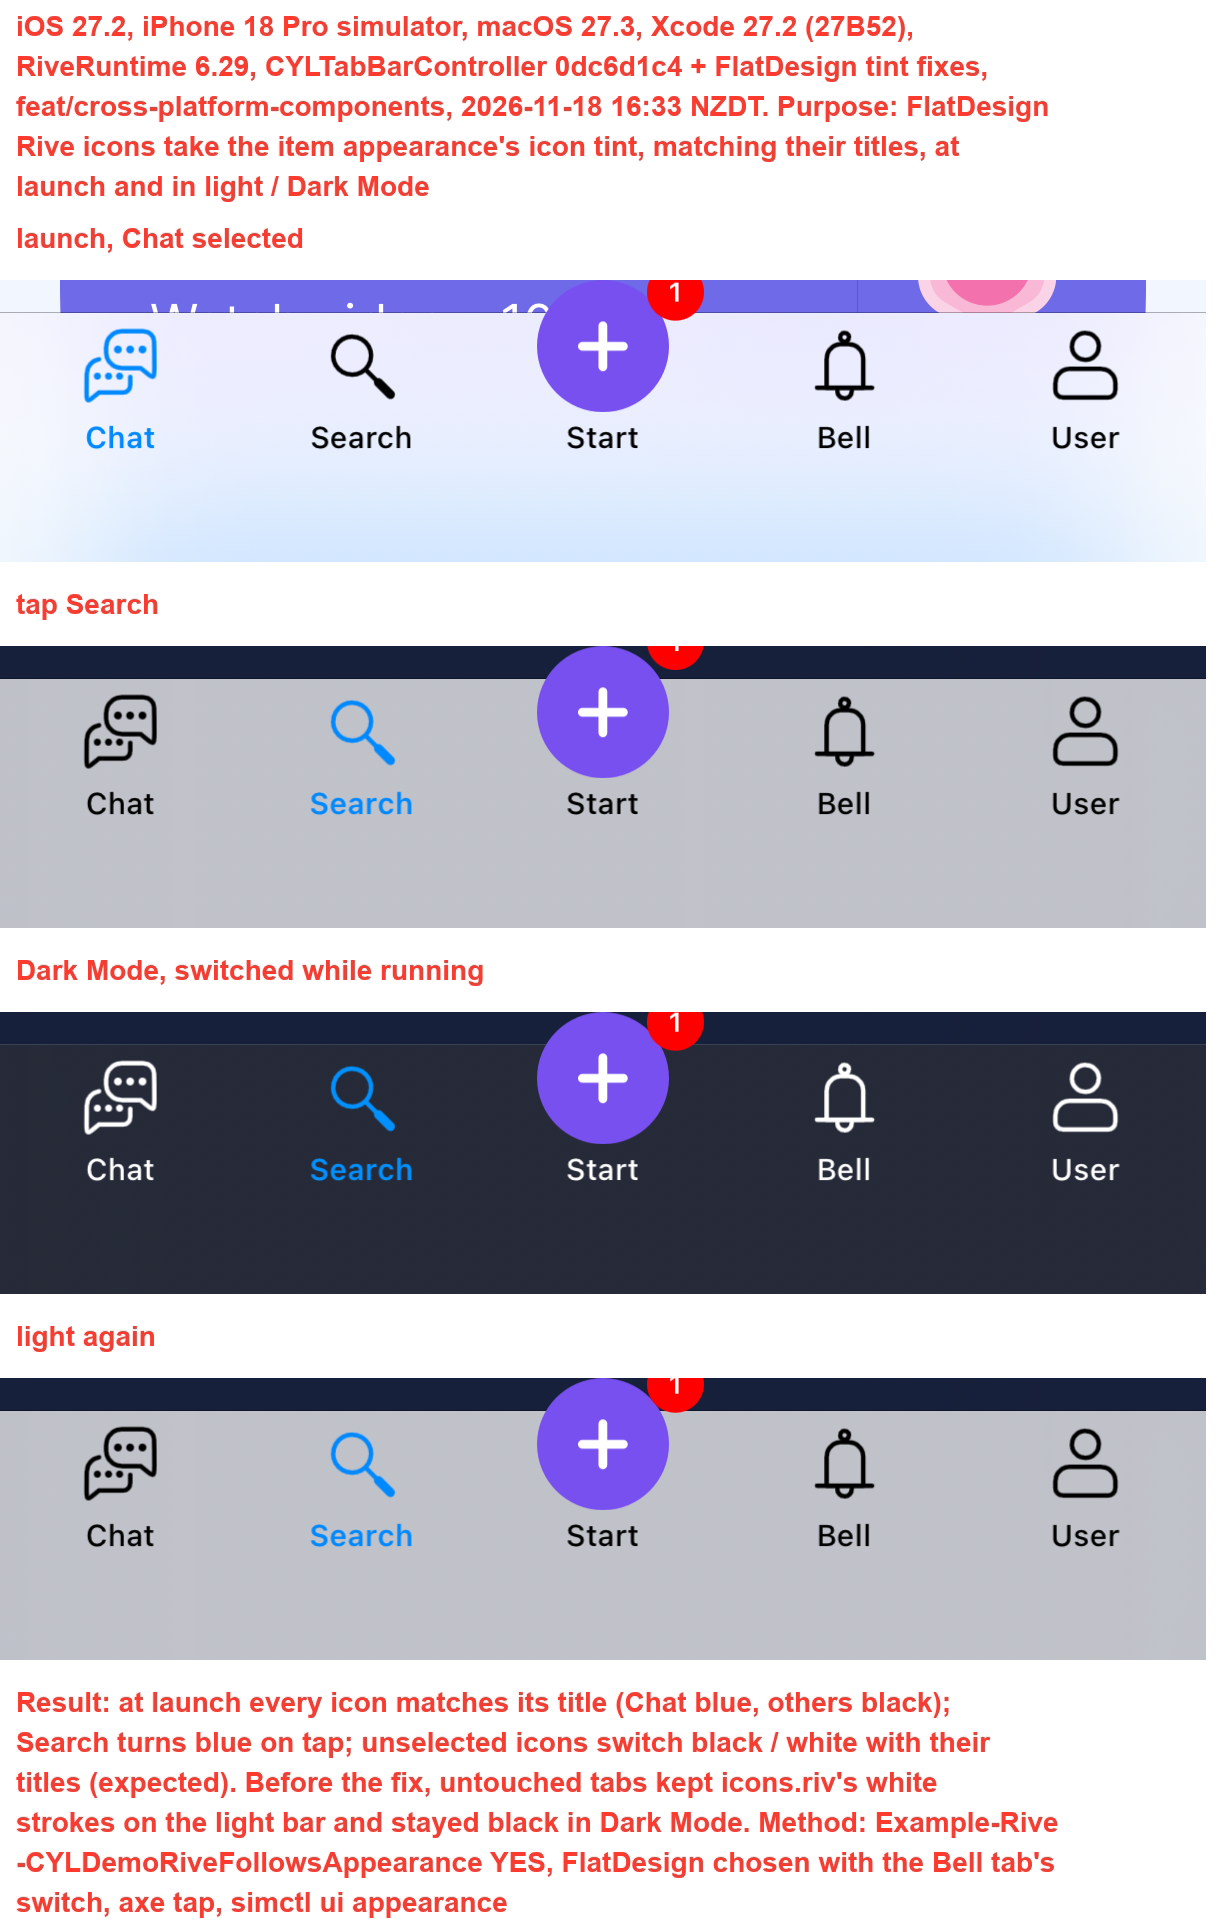 iOS 27.2, iPhone 18 Pro simulator, macOS 27.3, Xcode 27.2 (27B52),
RiveRuntime 6.29, CYLTabBarController 0dc6d1c4 + FlatDesign tint fixes,
feat/cross-platform-components, 2026-11-18 16:33 NZDT. Purpose: FlatDesign
Rive icons take the item appearance's icon tint, matching their titles, at
launch and in light / Dark Mode
launch, Chat selected
1
Chat Search Start Bell User
tap Search
Chat Search Start Bell User
Dark Mode, switched while running
1
Chat Search Start Bell User
light again
1
Chat Search Start Bell User
Result: at launch every icon matches its title (Chat blue, others black);
Search turns blue on tap; unselected icons switch black / white with their
titles (expected). Before the fix, untouched tabs kept icons.riv's white
strokes on the light bar and stayed black in Dark Mode. Method: Example-Rive
-CYLDemoRiveFollowsAppearance YES, FlatDesign chosen with the Bell tab's
switch, axe tap, simctl ui appearance